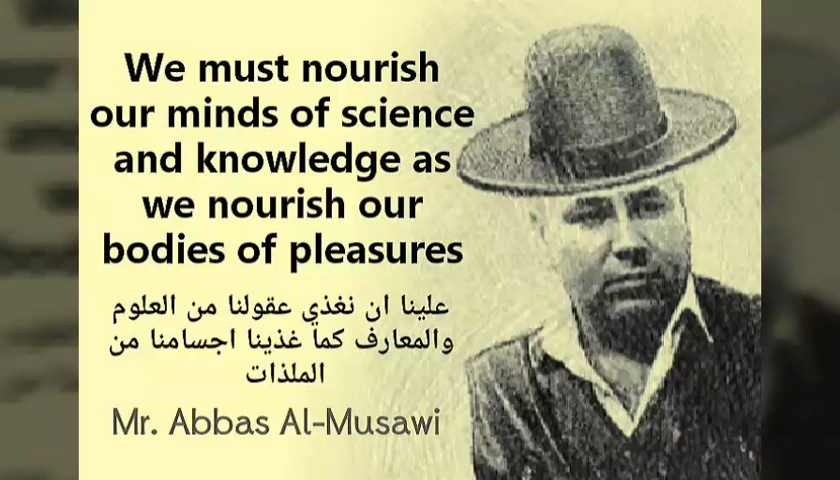 We must nourish
our minds of science
and knowledge as
we nourish our
bodies of pleasures
علينا ان نغذي عقولنا من العلوم
والمعارف كما غذينا اجسامنا من
الملذات
Mr. Abbas Al-Musawi